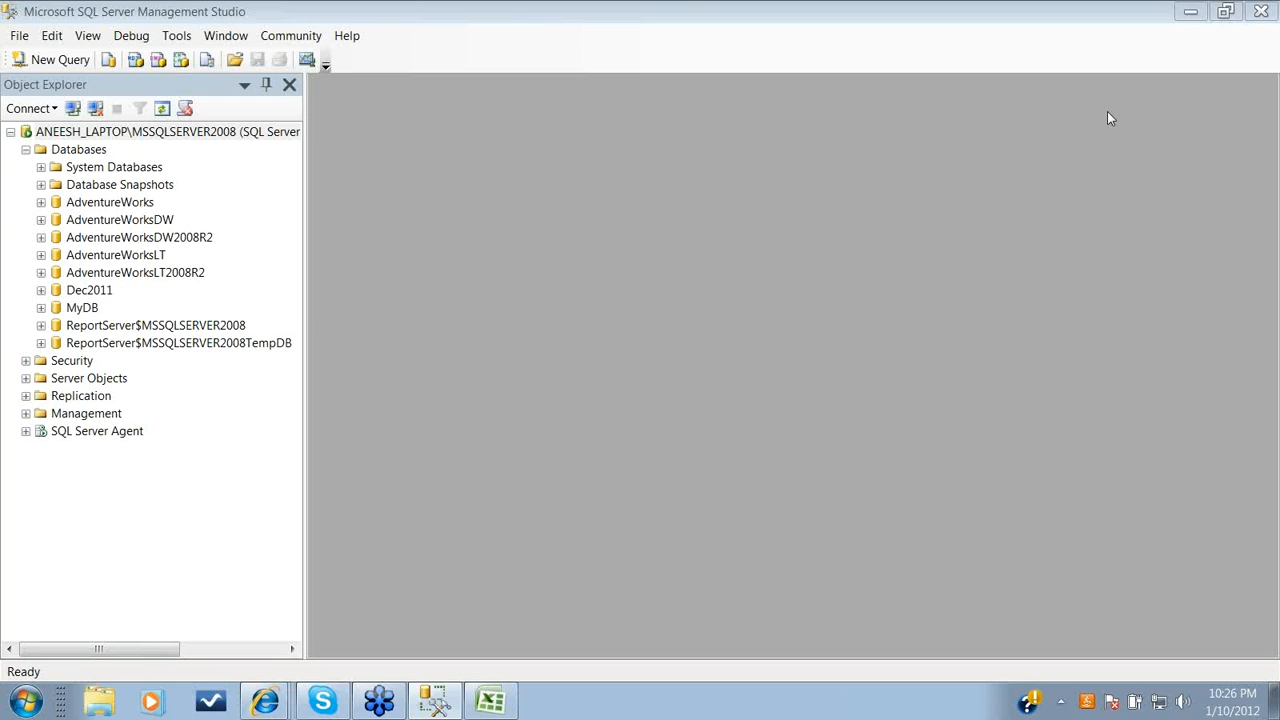 Microsoft SQL Server Management Studio
File Edit View Debug Tools Window Community Help
New Query
Object Explorer
Connect
ANEESH_LAPTOP\MSSQLSERVER2008 (SQL Server
Databases
System Databases
Database Snapshots
AdventureWorks
AdventureWorksDW
AdventureWorksDW2008R2
AdventureWorksLT
AdventureWorksLT2008R2
Dec2011
MyDB
ReportServer$MSSQLSERVER2008
ReportServer$MSSQLSERVER2008TempDB
Security
Server Objects
Replication
Management
SQL Server Agent
Ready
10:26 PM
1/10/2012